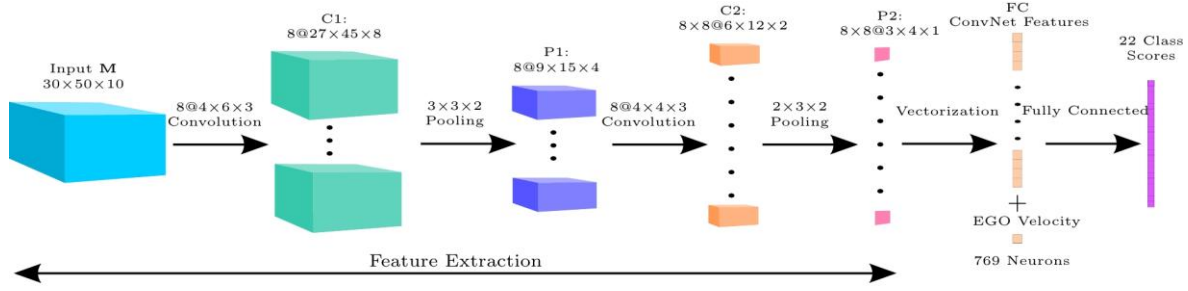 Input M
30×50×10
8@4×6×3
Convolution
C1:
8@27×45×8
3×3×2
Pooling
P1:
8@9×15×4
8@4×4×3
Convolution
C2:
8×8@6×12×2
2×3×2
Pooling
P2:
8×8@3×4×1
Vectorization
FC
ConvNet Features
+
EGO Velocity
769 Neurons
Fully Connected
22 Class
Scores
Feature Extraction